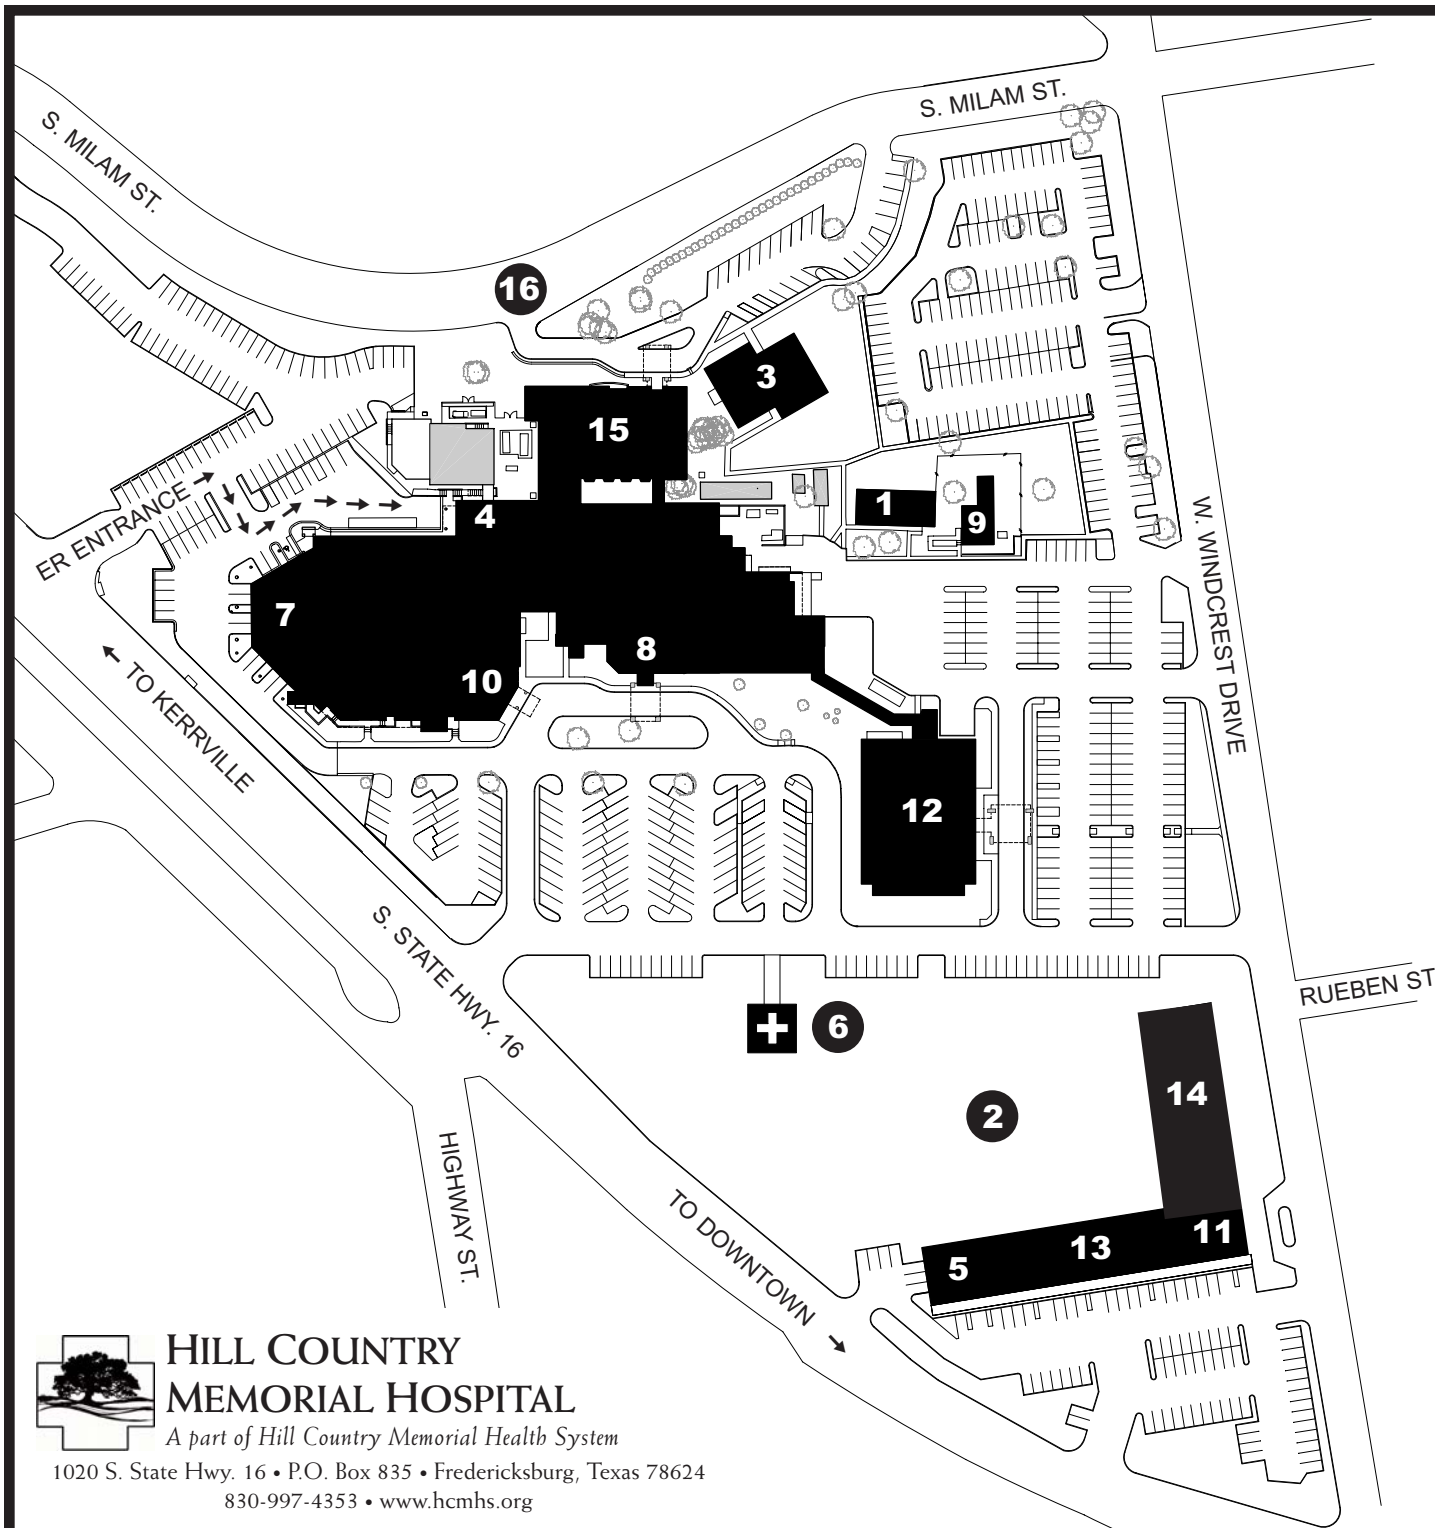 S. MILAM ST.
S. MILAM ST.
16
3
15
1
9
4
ER ENTRANCE
W. WINDCREST DRIVE
7
8
10
TO KERRVILLE
12
S. STATE HWY. 16
RUEBEN ST
6
14
2
HIGHWAY ST.
TO DOWNTOWN
11
13
5
HILL COUNTRY
MEMORIAL HOSPITAL
A part of Hill Country Memorial Health System
1020 S. State Hwy. 16 • P.O. Box 835 • Fredericksburg, Texas 78624
830-997-4353 • www.hcmhs.org